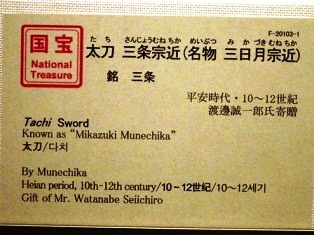 F-20103-1
国宝
National
Treasure
たち さんじょうむねちか めいぶつ みかづきむねちか
太刀 三条宗近(名物 三日月宗近)
銘 三条
平安時代・10〜12世紀
渡邊誠一郎氏寄贈
Tachi Sword
Known as “Mikazuki Munechika”
太刀/다치
By Munechika
Heian period, 10th-12th century/10〜12世纪/10〜12세기
Gift of Mr. Watanabe Seiichiro